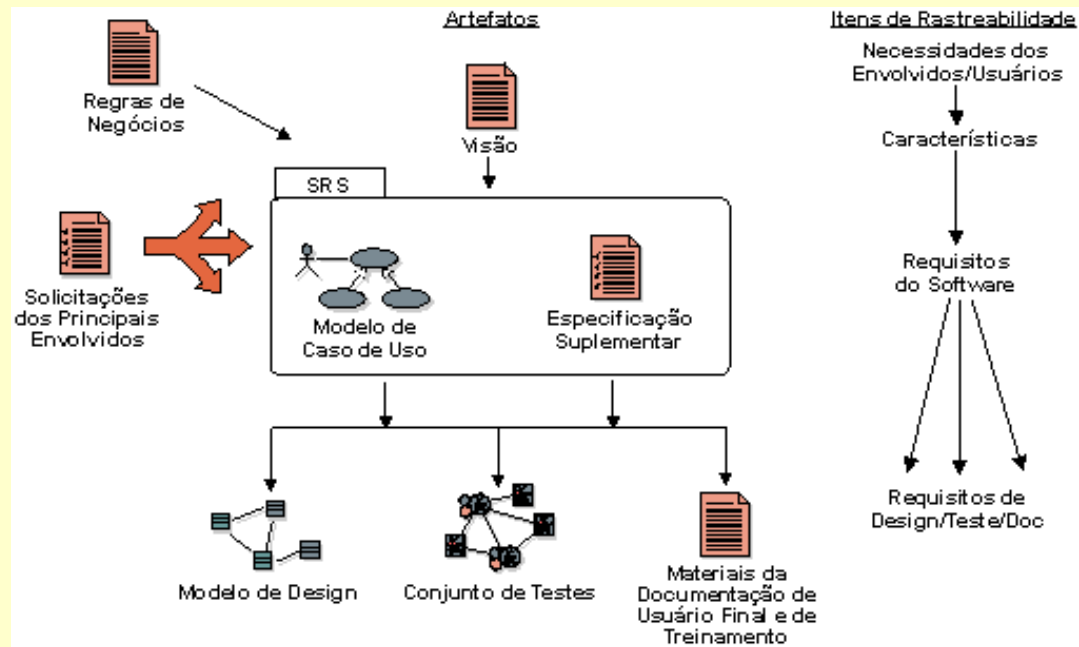 Artefatos
Itens de Rastreabilidade
Regras de
Negócios
Visão
Necessidades dos
Envolvidos/Usuários
Características
SRS
Solicitações
dos Principais
Envolvidos
Modelo de
Caso de Uso
Especificação
Suplementar
Requisitos
do Software
Modelo de Design
Conjunto de Testes
Materiais da
Documentação de
Usuário Final e de
Treinamento
Requisitos de
Design/Teste/Doc